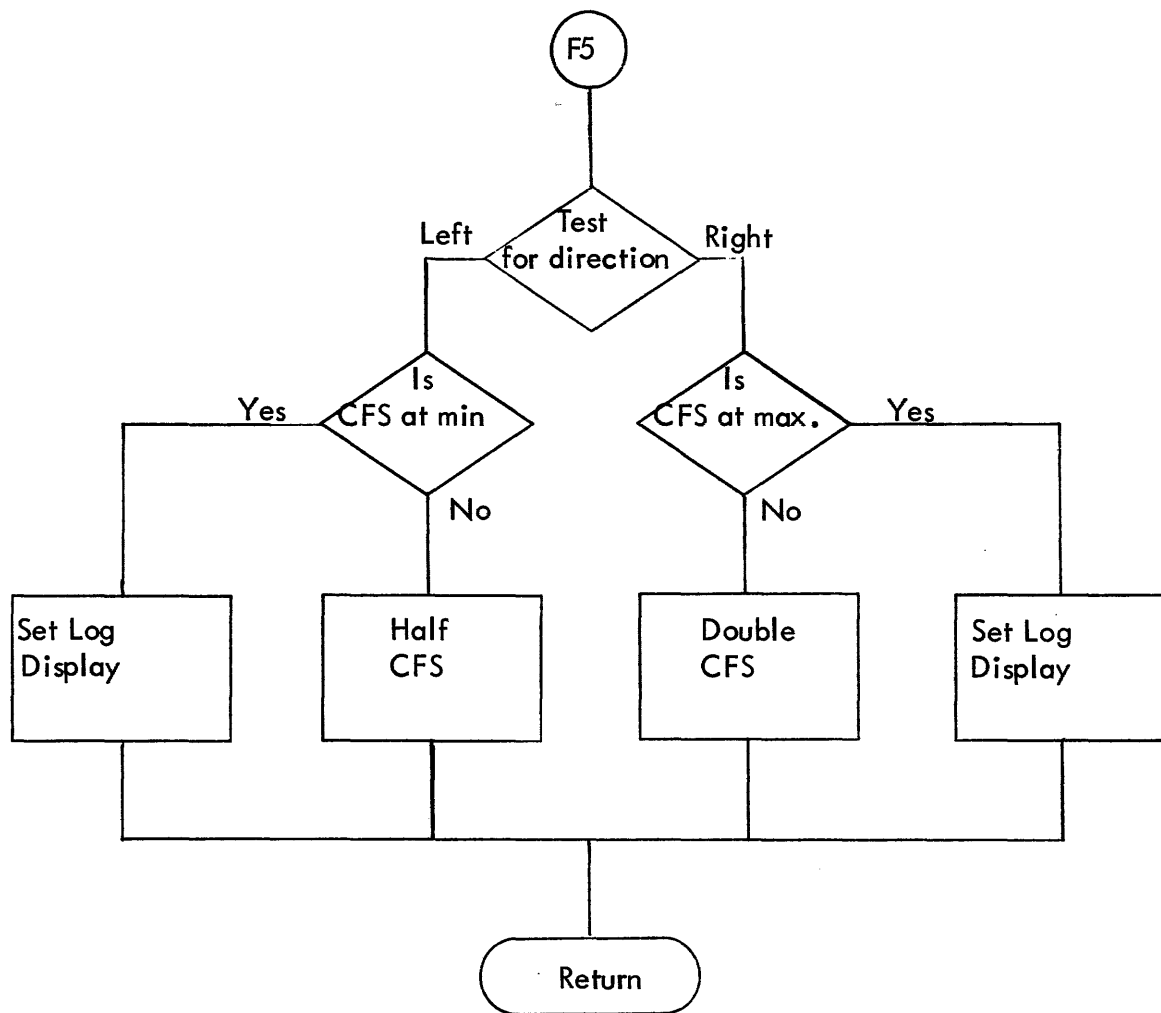 F5
Test
for direction
Left
Right
Is
CFS at min
Yes
No
Is
CFS at max.
Yes
No
Set Log
Display
Half
CFS
Double
CFS
Set Log
Display
Return